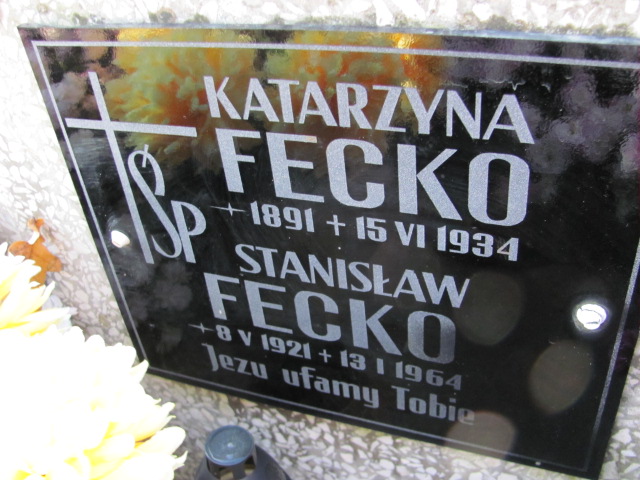 KATARZYNA
FECKO
1891 + 15 VI 1934
ŚP
STANISŁAW
FECKO
8 V 1921 + 13 I 1964
Jezu ufamy Tobie